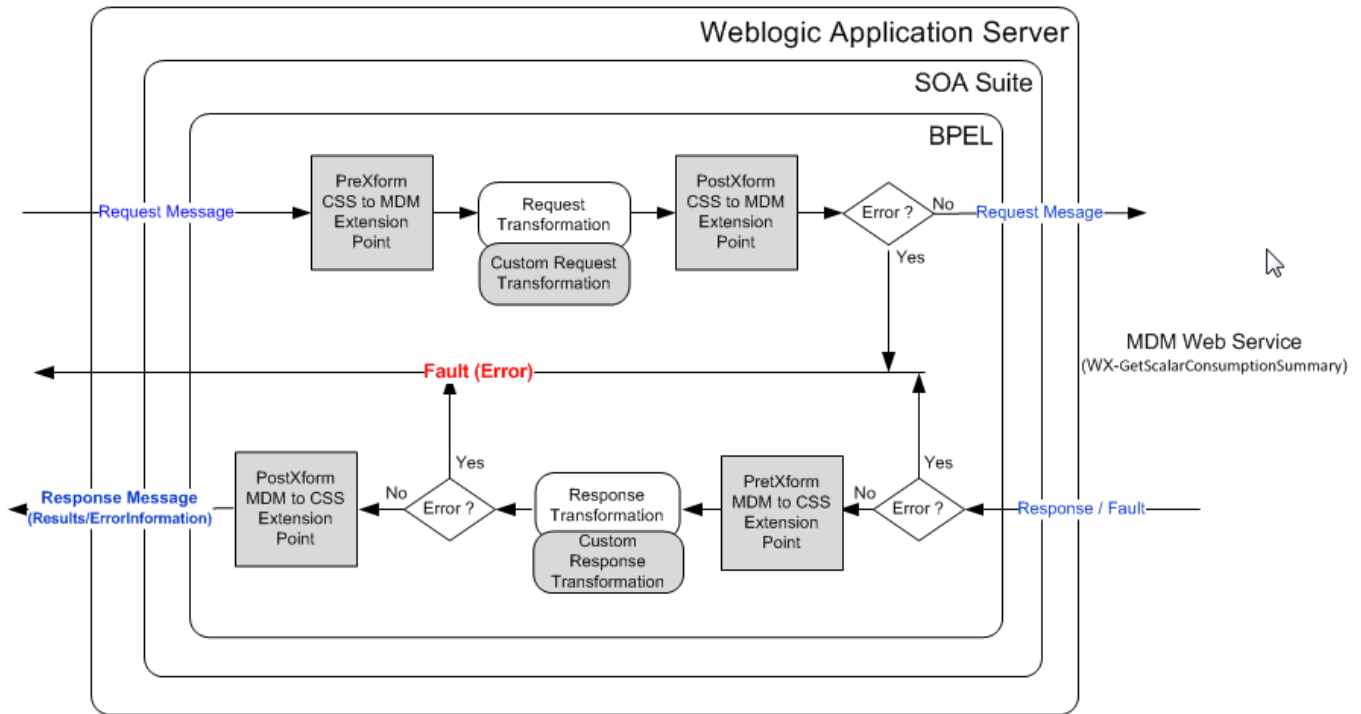 Weblogic Application Server
SOA Suite
BPEL
Request Message
PreXform
CSS to MDM
Extension
Point
Request
Transformation
Custom Request
Transformation
PostXform
CSS to MDM
Extension
Point
Error ?
No
Request Mesage
Yes
MDM Web Service
(WX-GetScalarConsumptionSummary)
Fault (Error)
Response Message
(Results/ErrorInformation)
PostXform
MDM to CSS
Extension
Point
No
Yes
Error ?
Response
Transformation
Custom
Response
Transformation
PretXform
MDM to CSS
Extension
Point
No
Yes
Error ?
Response / Fault